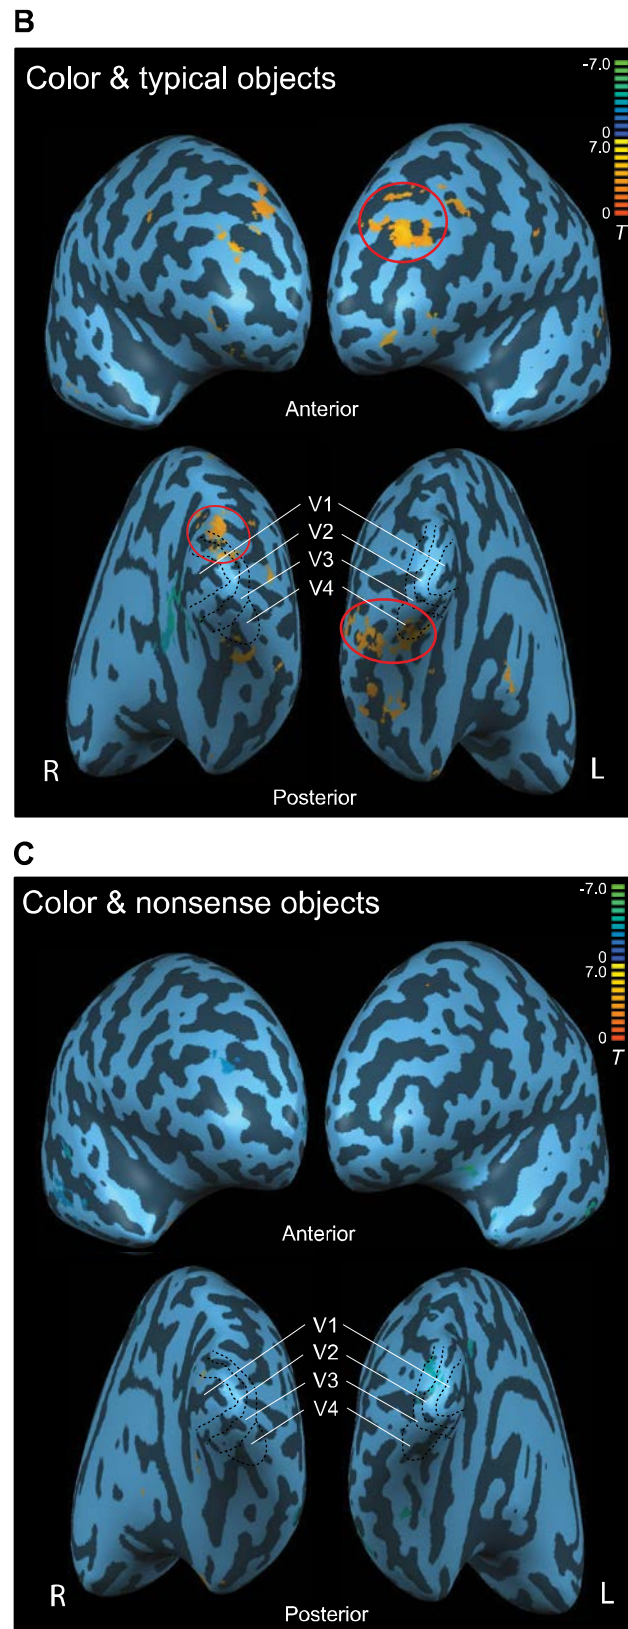 B
Color & typical objects
-7.0
0
7.0
0
T
Anterior
V1
V2
V3
V4
R
L
Posterior
C
Color & nonsense objects
-7.0
0
7.0
0
T
Anterior
V1
V2
V3
V4
R
L
Posterior